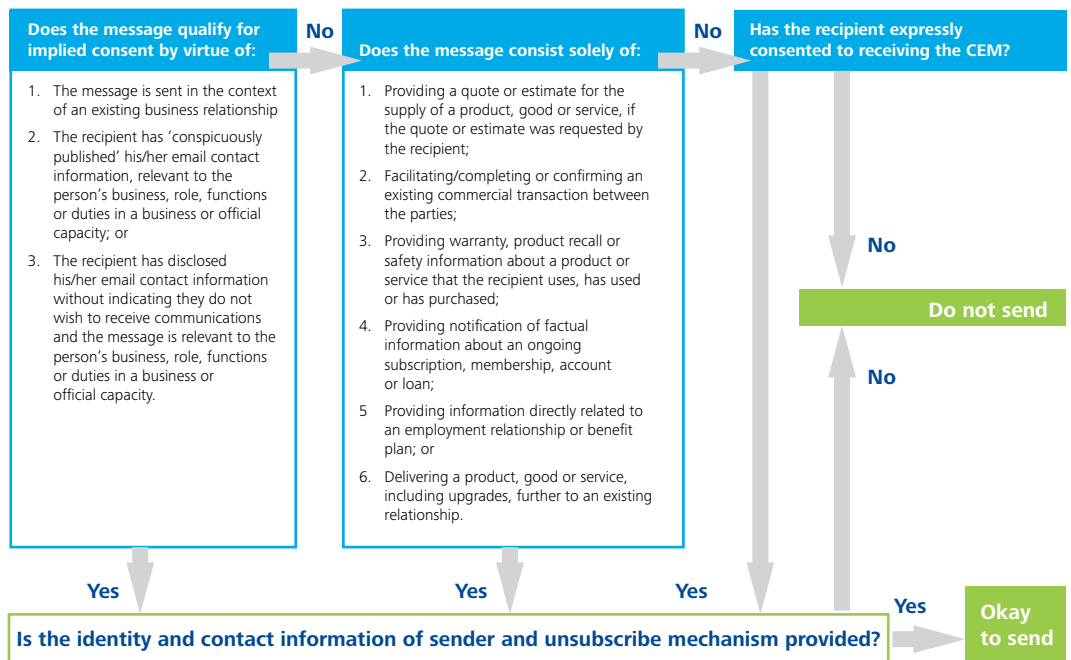 Does the message qualify for
implied consent by virtue of:
1. The message is sent in the context
of an existing business relationship
2. The recipient has ‘conspicuously
published’ his/her email contact
information, relevant to the
person’s business, role, functions
or duties in a business or official
capacity; or
3. The recipient has disclosed
his/her email contact information
without indicating they do not
wish to receive communications
and the message is relevant to the
person’s business, role, functions
or duties in a business or
official capacity.
No
Does the message consist solely of:
1. Providing a quote or estimate for the
supply of a product, good or service, if
the quote or estimate was requested by
the recipient;
2. Facilitating/completing or confirming an
existing commercial transaction between
the parties;
3. Providing warranty, product recall or
safety information about a product or
service that the recipient uses, has used
or has purchased;
4. Providing notification of factual
information about an ongoing
subscription, membership, account
or loan;
5 Providing information directly related to
an employment relationship or benefit
plan; or
6. Delivering a product, good or service,
including upgrades, further to an existing
relationship.
No
Has the recipient expressly
consented to receiving the CEM?
No
Do not send
No
Yes
Yes
Yes
Is the identity and contact information of sender and unsubscribe mechanism provided?
Yes
Okay
to send